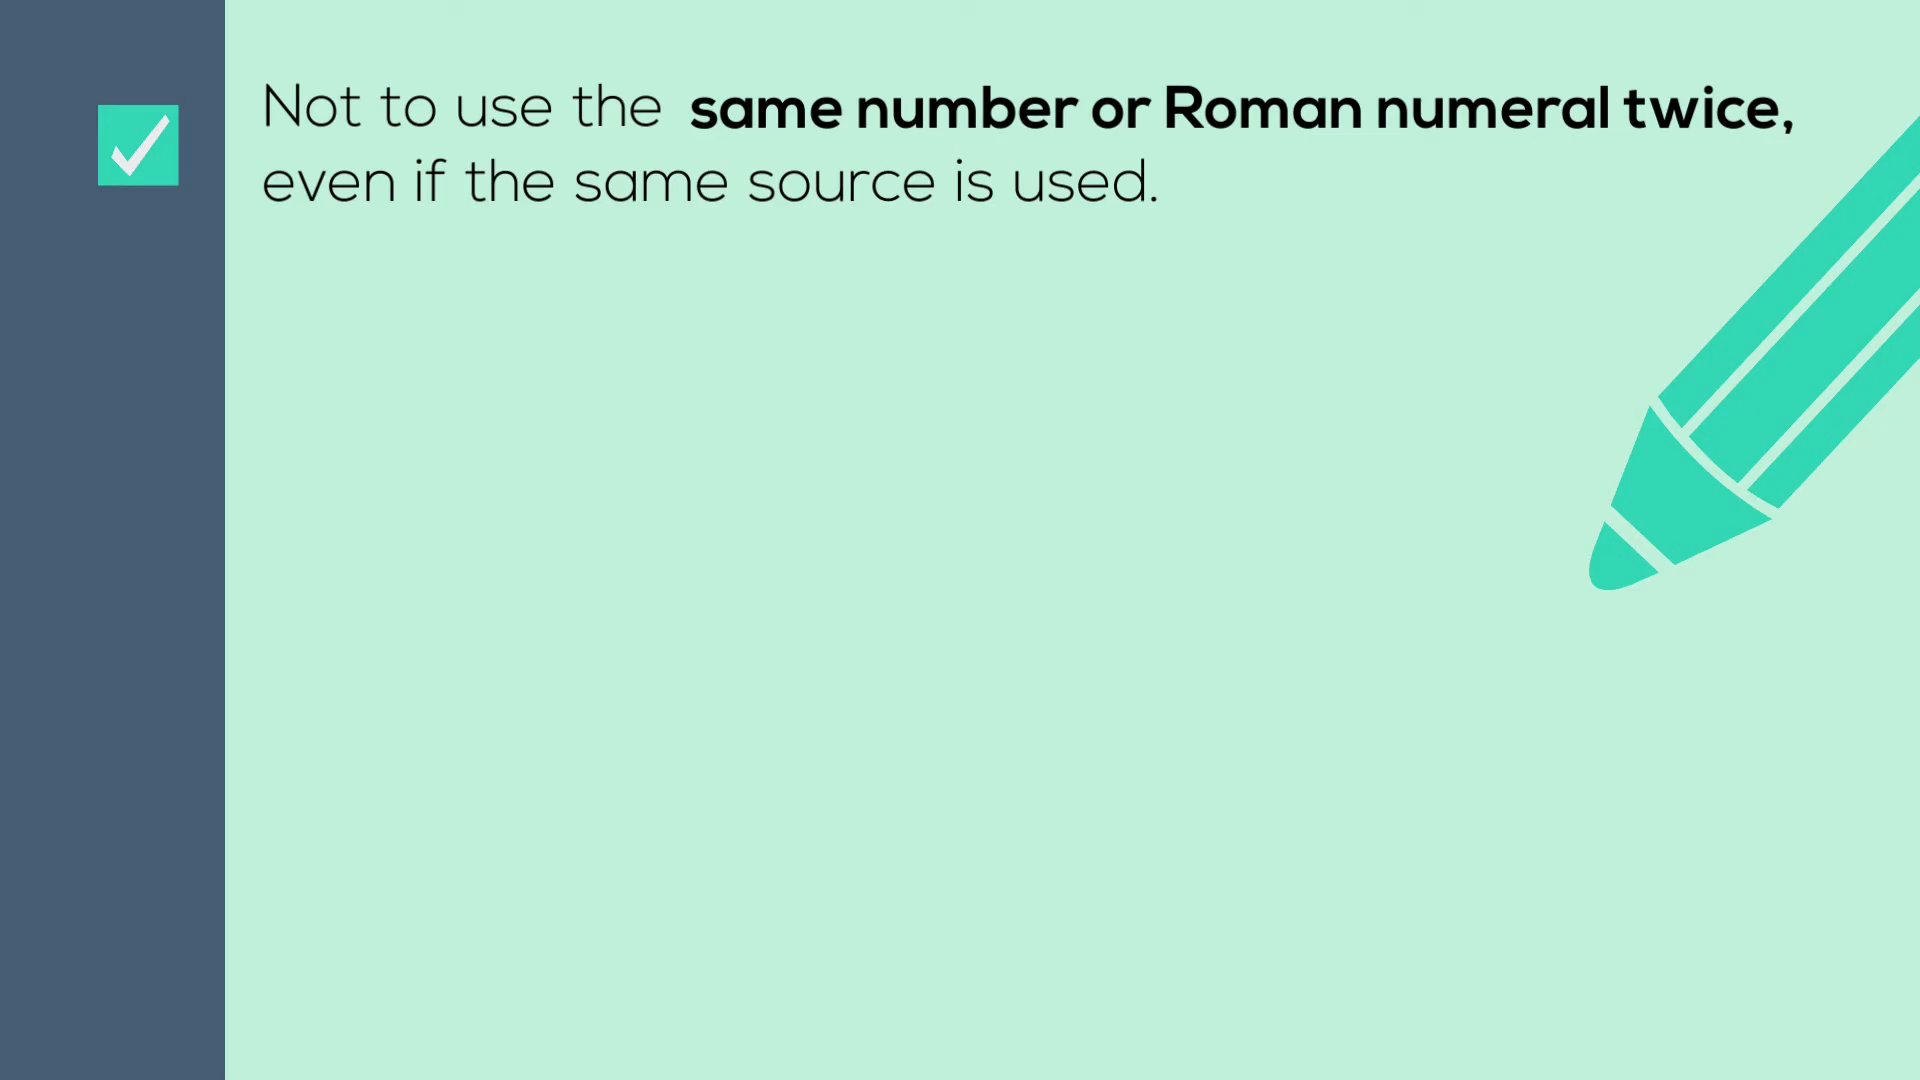 Not to use the same number or Roman numeral twice,
even if the same source is used.